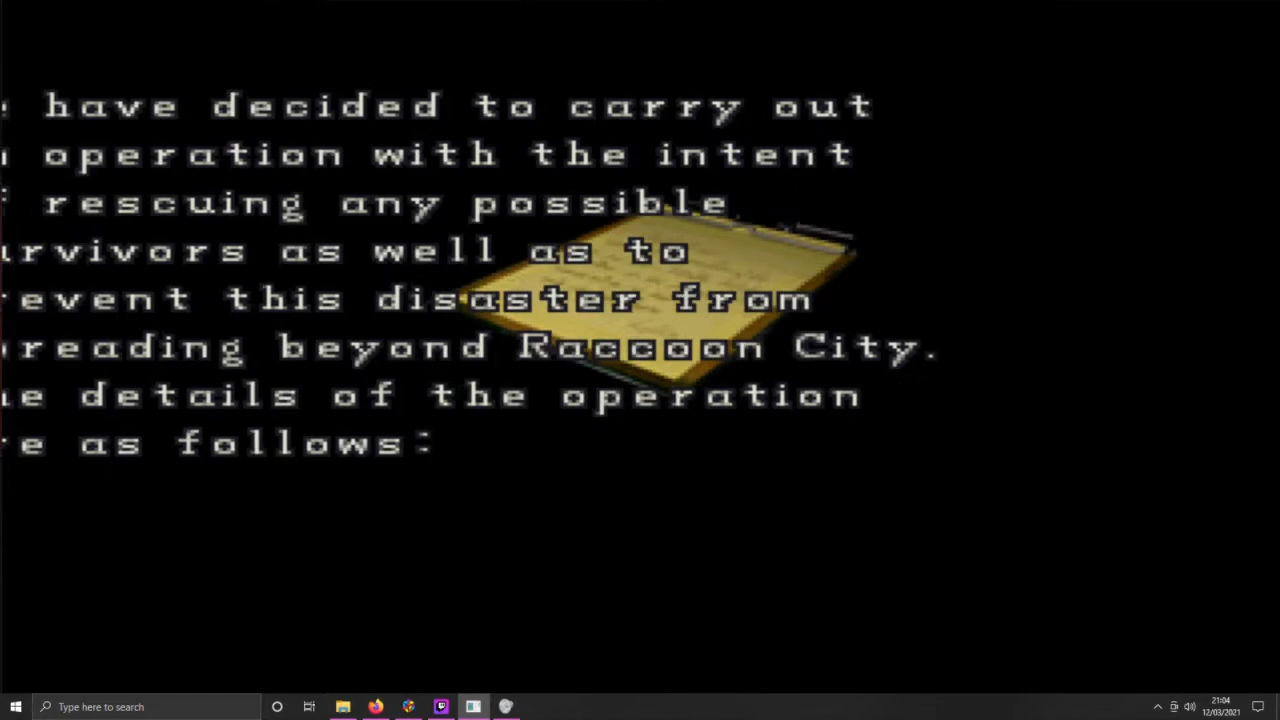 have decided to carry out
operation with the intent
rescuing any possible
urvivors as well as to
revent this disaster from
reading beyond Raccoon City.
e details of the operation
re as follows:
Type here to search
21:04
12/03/2021